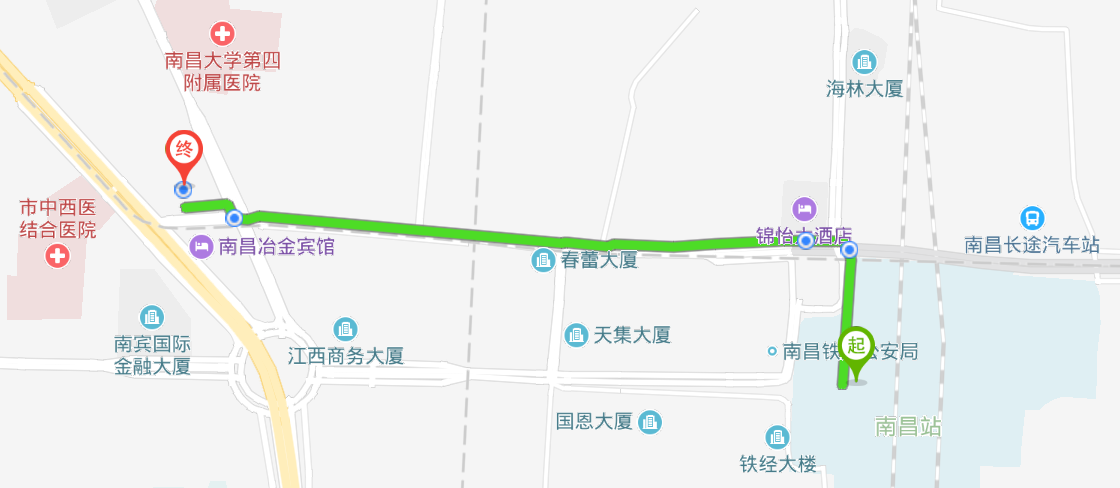 南昌大学第四
附属医院
海林大厦
终
市中西医
结合医院
南昌冶金宾馆
锦怡大酒店
南昌长途汽车站
春蕾大厦
南宾国际
金融大厦
江西商务大厦
天集大厦
起
南昌铁 公安局
国恩大厦
南昌站
铁经大楼